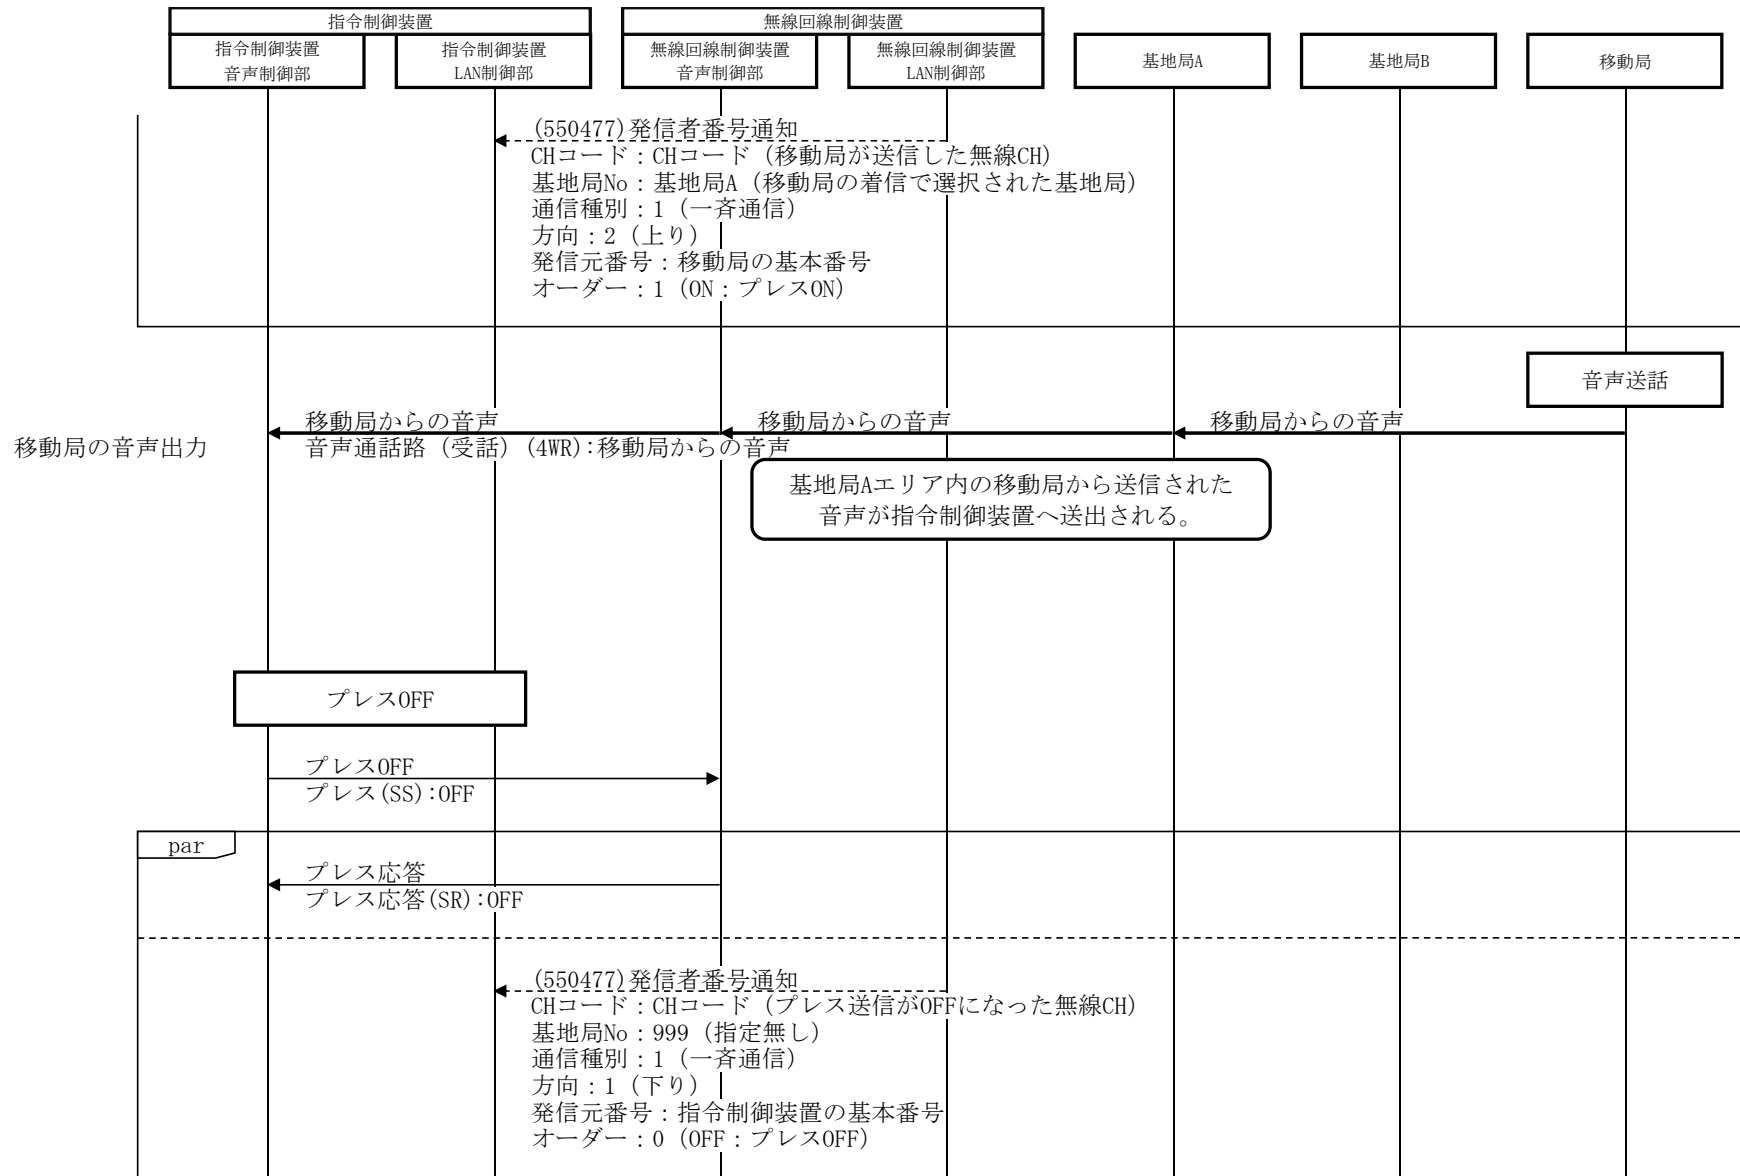 指令制御装置
無線回線制御装置
指令制御装置
音声制御部
指令制御装置
LAN制御部
無線回線制御装置
音声制御部
無線回線制御装置
LAN制御部
基地局A
基地局B
移動局
(550477)発信者番号通知
CHコード：CHコード（移動局が送信した無線CH）
基地局No：基地局A（移動局の着信で選択された基地局）
通信種別：1（一斉通信）
方向：2（上り）
発信元番号：移動局の基本番号
オーダー：1（ON：プレスON）
音声送話
移動局からの音声
移動局からの音声
移動局からの音声
移動局の音声出力
音声通話路（受話）(4WR)：移動局からの音声
基地局Aエリア内の移動局から送信された
音声が指令制御装置へ送出される。
プレスOFF
プレスOFF
プレス(SS)：OFF
par
プレス応答
プレス応答(SR)：OFF
(550477)発信者番号通知
CHコード：CHコード（プレス送信がOFFになった無線CH）
基地局No：999（指定無し）
通信種別：1（一斉通信）
方向：1（下り）
発信元番号：指令制御装置の基本番号
オーダー：0（OFF：プレスOFF）